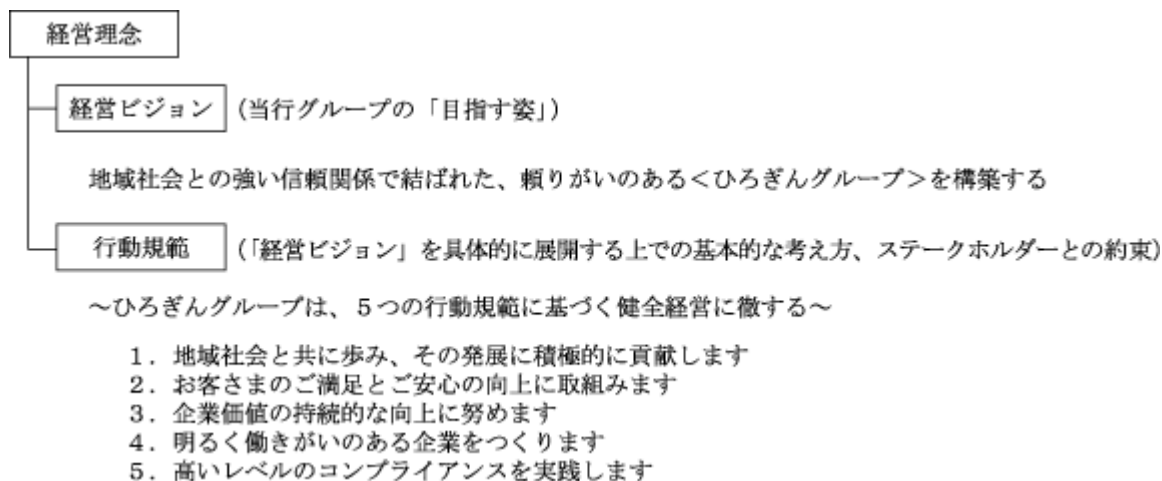 経営理念
経営ビジョン（当行グループの「目指す姿」）
地域社会との強い信頼関係で結ばれた、頼りがいのある＜ひろぎんグループ＞を構築する
行動規範（「経営ビジョン」を具体的に展開する上での基本的な考え方、ステークホルダーとの約束）
～ひろぎんグループは、５つの行動規範に基づく健全経営に徹する～
１．地域社会と共に歩み、その発展に積極的に貢献します
２．お客さまのご満足とご安心の向上に取組みます
３．企業価値の持続的な向上に努めます
４．明るく働きがいのある企業をつくります
５．高いレベルのコンプライアンスを実践します